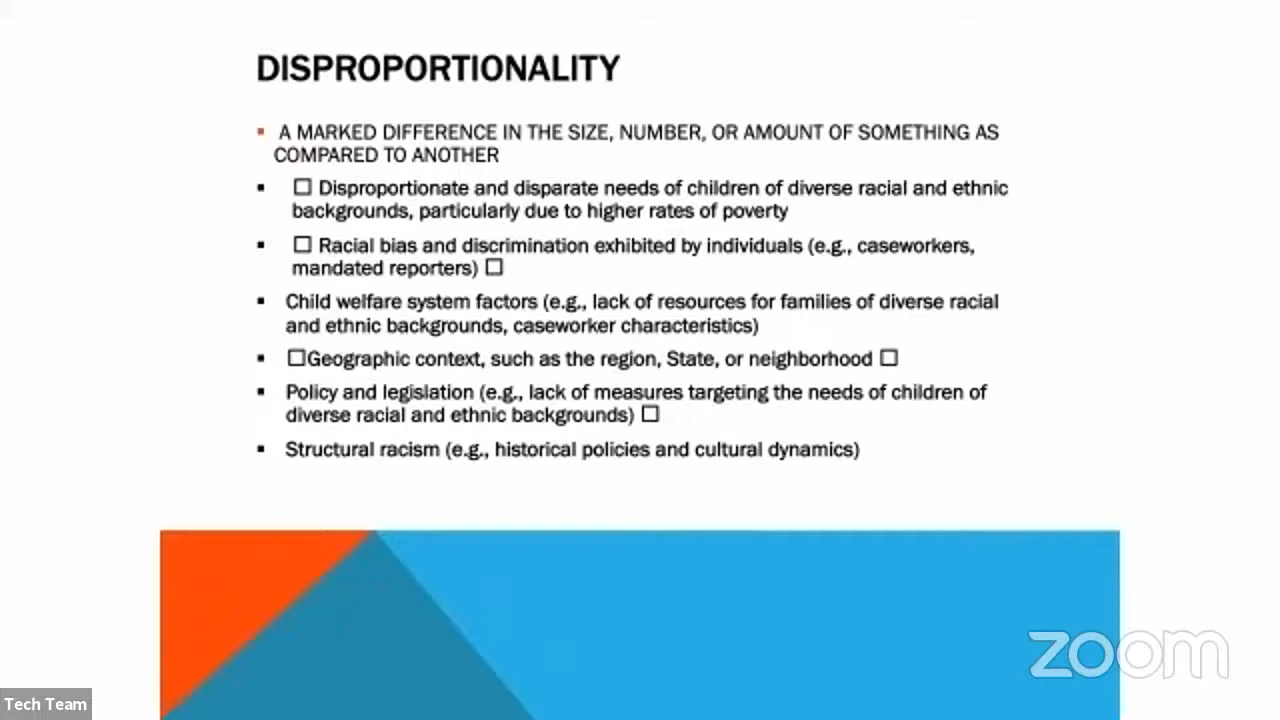 DISPROPORTIONALITY
▪ A MARKED DIFFERENCE IN THE SIZE, NUMBER, OR AMOUNT OF SOMETHING AS
COMPARED TO ANOTHER
▪ ☐ Disproportionate and disparate needs of children of diverse racial and ethnic
backgrounds, particularly due to higher rates of poverty
▪ ☐ Racial bias and discrimination exhibited by individuals (e.g., caseworkers,
mandated reporters) ☐
▪ Child welfare system factors (e.g., lack of resources for families of diverse racial
and ethnic backgrounds, caseworker characteristics)
▪ ☐Geographic context, such as the region, State, or neighborhood ☐
▪ Policy and legislation (e.g., lack of measures targeting the needs of children of
diverse racial and ethnic backgrounds) ☐
▪ Structural racism (e.g., historical policies and cultural dynamics)
zoom
Tech Team